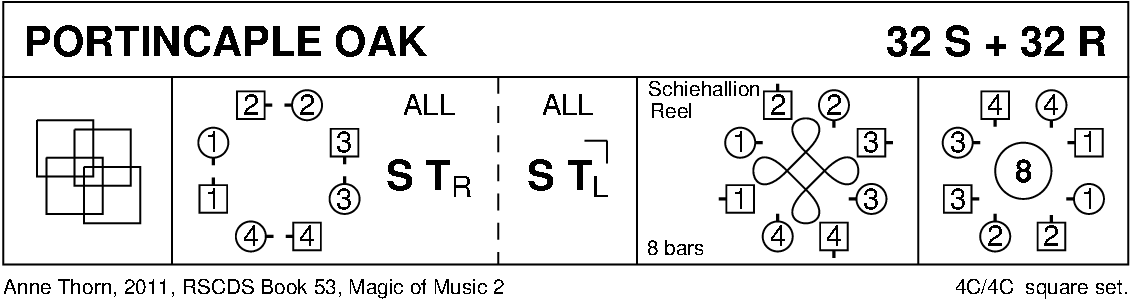 PORTINCAPLE OAK 32 S + 32 R
2 2
1 3
1 3
4 4
ALL
S TR
ALL
S TL
Schiehallion
Reel
2 2
1 3
1 3
4 4
8 bars
4 4
3 1
8
3 1
2 2
Anne Thorn, 2011, RSCDS Book 53, Magic of Music 2 4C/4C square set.